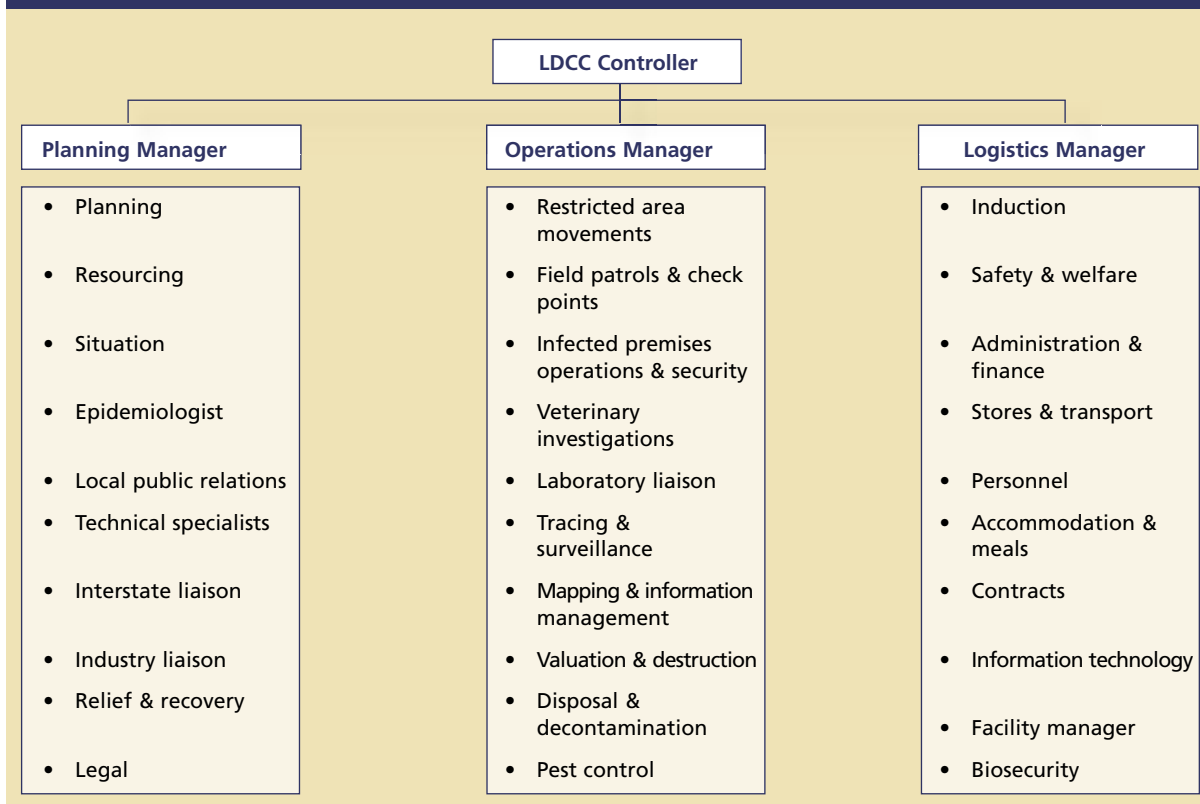 LDCC Controller
Planning Manager
• Planning
• Resourcing
• Situation
• Epidemiologist
• Local public relations
• Technical specialists
• Interstate liaison
• Industry liaison
• Relief & recovery
• Legal
Operations Manager
• Restricted area
movements
• Field patrols & check
points
• Infected premises
operations & security
• Veterinary
investigations
• Laboratory liaison
• Tracing &
surveillance
• Mapping & information
management
• Valuation & destruction
• Disposal &
decontamination
• Pest control
Logistics Manager
• Induction
• Safety & welfare
• Administration &
finance
• Stores & transport
• Personnel
• Accommodation &
meals
• Contracts
• Information technology
• Facility manager
• Biosecurity